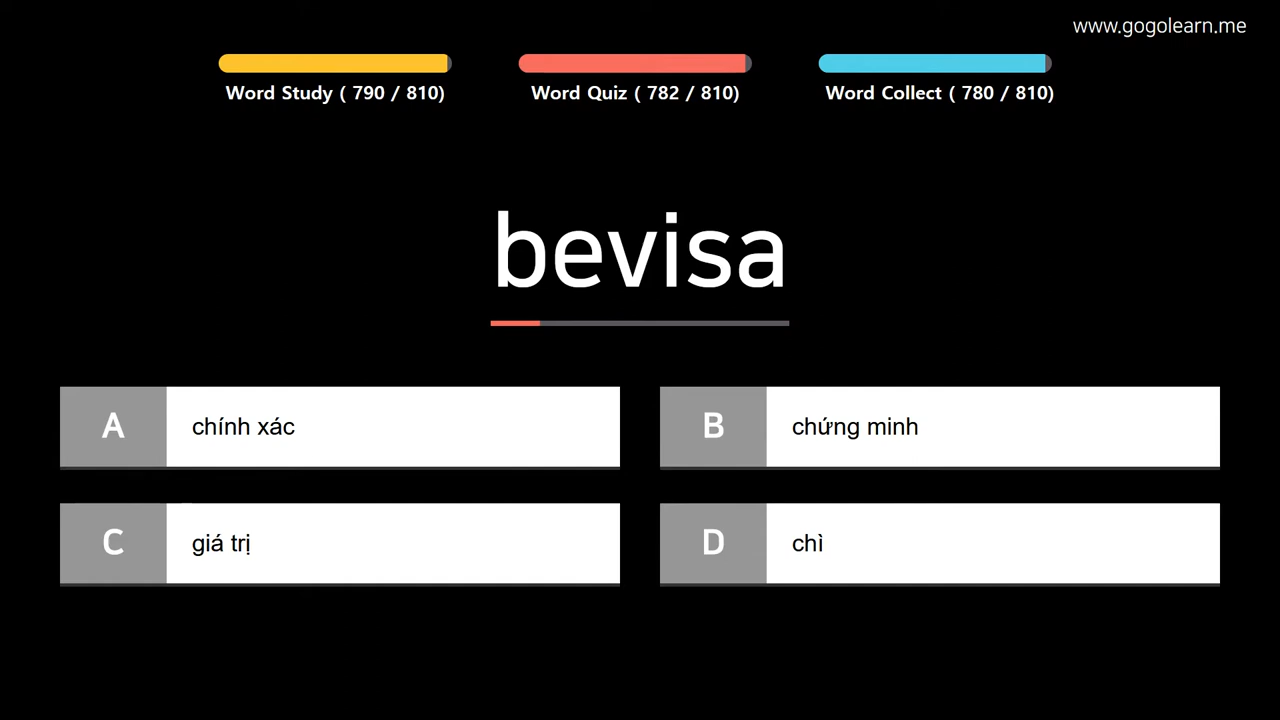 www.gogolearn.me
Word Study ( 790 / 810)
Word Quiz ( 782 / 810)
Word Collect ( 780 / 810)
bevisa
A chính xác
B chứng minh
C giá trị
D chì